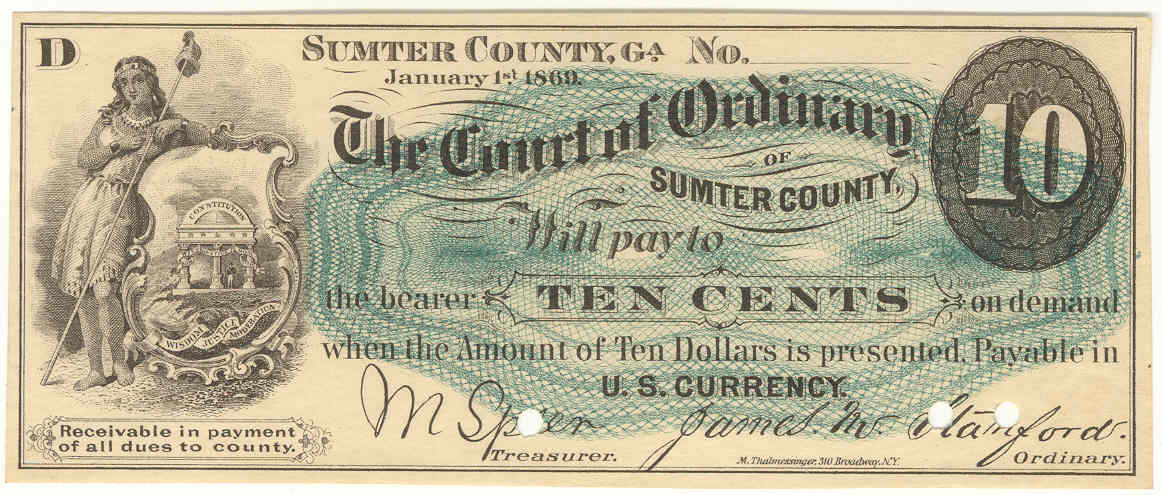 D
SUMTER COUNTY, GA No.
January 1st 1869.
The Court of Ordinary
OF
SUMTER COUNTY,
10
Will pay to
the bearer TEN CENTS on demand
when the Amount of Ten Dollars is presented. Payable in
U. S. CURRENCY.
CONSTITUTION
WISDOM JUSTICE MODERATION
M Speer
Treasurer.
James. M. Stanford.
Ordinary.
Receivable in payment
of all dues to county.
M. Thalmessinger, 310 Broadway, N.Y.